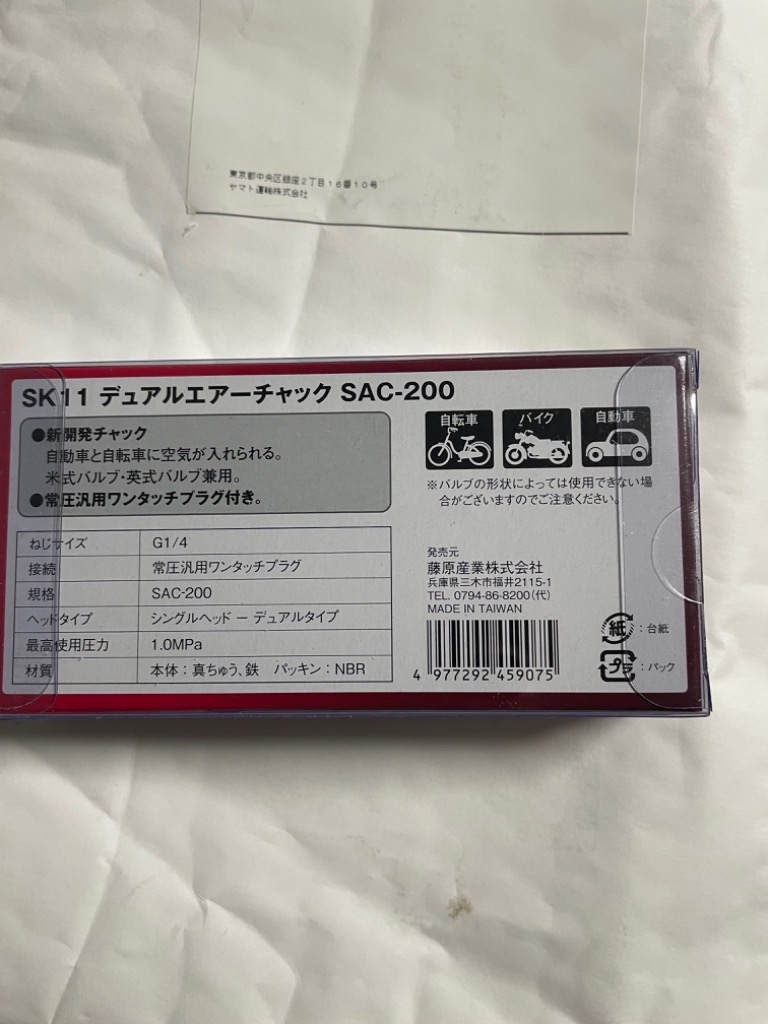 東京都中央区銀座2丁目16番10号
ヤマト運輸株式会社
SK11 デュアルエアーチャック SAC-200
●新開発チャック
自動車と自転車に空気が入れられる。
米式バルブ・英式バルブ兼用。
●常圧汎用ワンタッチプラグ付き。
自転車 バイク 自動車
※バルブの形状によっては使用できない場
合がございますのでご注意ください。
ねじサイズ G1/4
接続 常圧汎用ワンタッチプラグ
規格 SAC-200
ヘッドタイプ シングルヘッド － デュアルタイプ
最高使用圧力 1.0MPa
材質 本体：真ちゅう、鉄 パッキン：NBR
発売元
藤原産業株式会社
兵庫県三木市福井2115-1
TEL. 0794-86-8200(代)
MADE IN TAIWAN
4 977292 459075
紙：台紙
プラ：パック